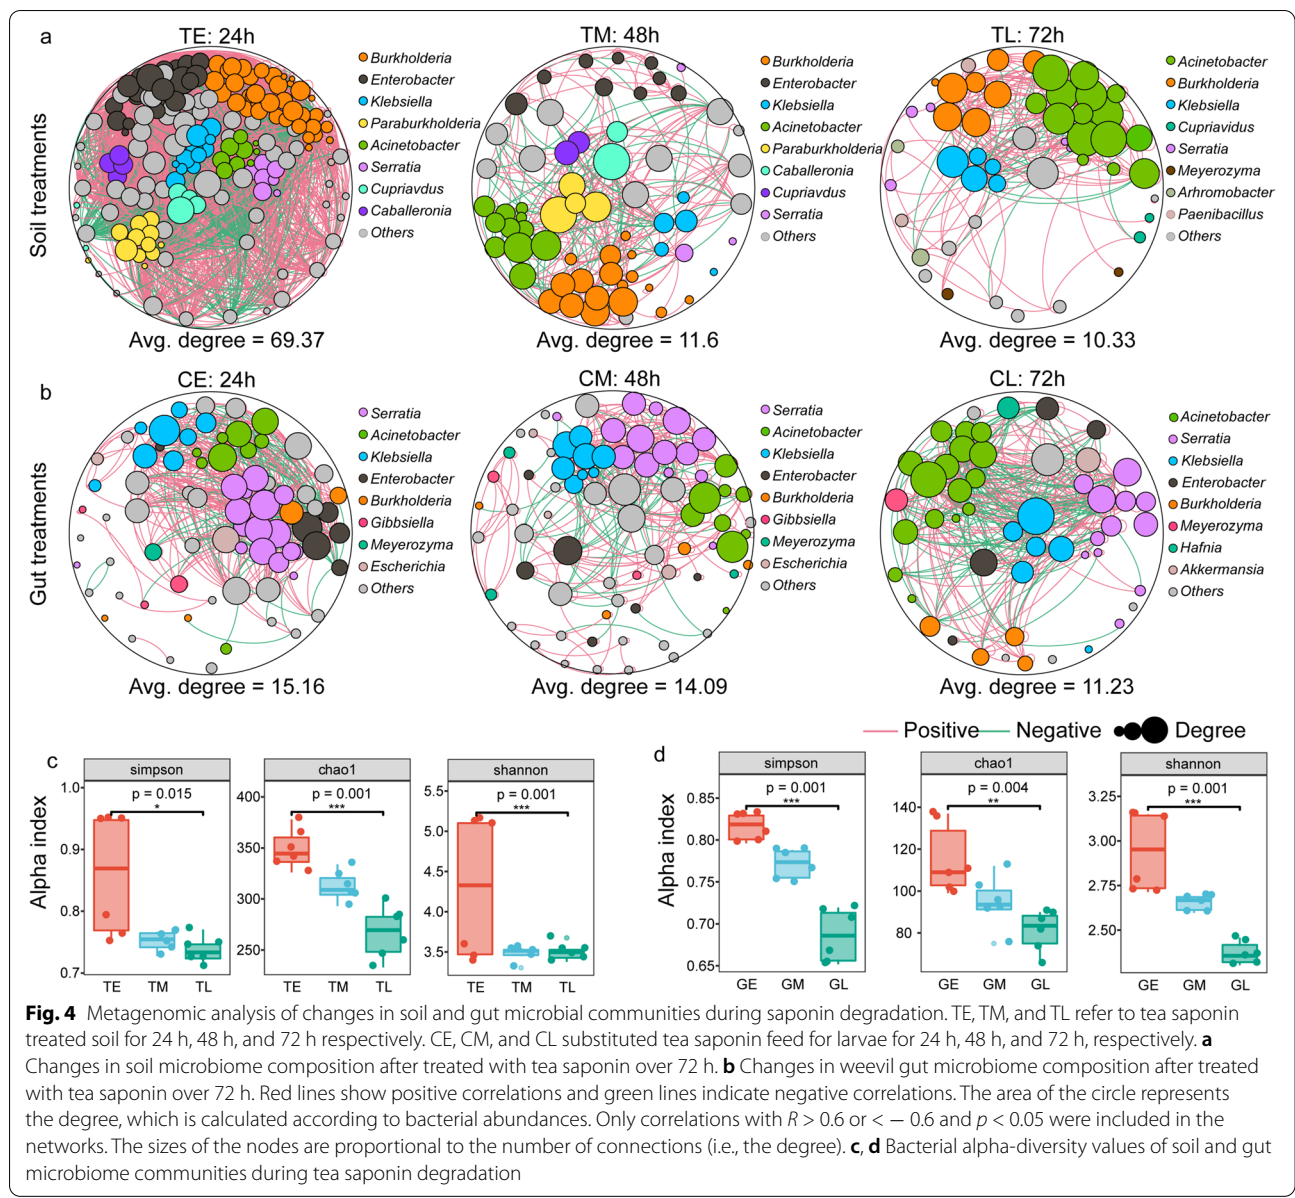 a
TE: 24h
TM: 48h
TL: 72h
Soil treatments
Burkholderia
Enterobacter
Klebsiella
Paraburkholderia
Acinetobacter
Serratia
Cupriavdus
Caballeronia
Others
Burkholderia
Enterobacter
Klebsiella
Acinetobacter
Paraburkholderia
Caballeronia
Cupriavdus
Serratia
Others
Acinetobacter
Burkholderia
Klebsiella
Cupriavidus
Serratia
Meyerozyma
Arhromobacter
Paenibacillus
Others
Avg. degree = 69.37
Avg. degree = 11.6
Avg. degree = 10.33
b
CE: 24h
CM: 48h
CL: 72h
Gut treatments
Serratia
Acinetobacter
Klebsiella
Enterobacter
Burkholderia
Gibbsiella
Meyerozyma
Escherichia
Others
Serratia
Acinetobacter
Klebsiella
Enterobacter
Burkholderia
Gibbsiella
Meyerozyma
Escherichia
Others
Acinetobacter
Serratia
Klebsiella
Enterobacter
Burkholderia
Meyerozyma
Hafnia
Akkermansia
Others
Avg. degree = 15.16
Avg. degree = 14.09
Avg. degree = 11.23
Positive
Negative
Degree
c
Alpha index
simpson
p = 0.015
*
1.0
0.9
0.8
0.7
TE TM TL
chao1
p = 0.001
***
400
350
300
250
TE TM TL
shannon
p = 0.001
***
5.5
5.0
4.5
4.0
3.5
TE TM TL
d
Alpha index
simpson
p = 0.001
***
0.85
0.80
0.75
0.70
0.65
GE GM GL
chao1
p = 0.004
**
140
120
100
80
GE GM GL
shannon
p = 0.001
***
3.25
3.00
2.75
2.50
GE GM GL
Fig. 4 Metagenomic analysis of changes in soil and gut microbial communities during saponin degradation. TE, TM, and TL refer to tea saponin
treated soil for 24 h, 48 h, and 72 h respectively. CE, CM, and CL substituted tea saponin feed for larvae for 24 h, 48 h, and 72 h, respectively. a
Changes in soil microbiome composition after treated with tea saponin over 72 h. b Changes in weevil gut microbiome composition after treated
with tea saponin over 72 h. Red lines show positive correlations and green lines indicate negative correlations. The area of the circle represents
the degree, which is calculated according to bacterial abundances. Only correlations with R > 0.6 or < − 0.6 and p < 0.05 were included in the
networks. The sizes of the nodes are proportional to the number of connections (i.e., the degree). c, d Bacterial alpha-diversity values of soil and gut
microbiome communities during tea saponin degradation